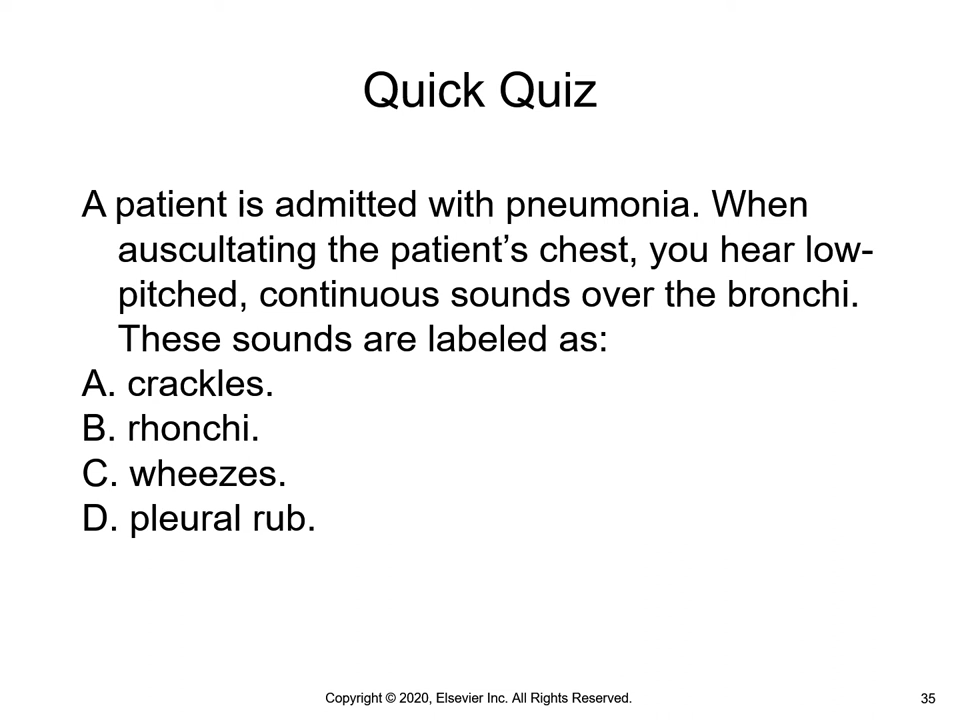 Quick Quiz
A patient is admitted with pneumonia. When
auscultating the patient’s chest, you hear low-
pitched, continuous sounds over the bronchi.
These sounds are labeled as:
A. crackles.
B. rhonchi.
C. wheezes.
D. pleural rub.
Copyright © 2020, Elsevier Inc. All Rights Reserved.
35